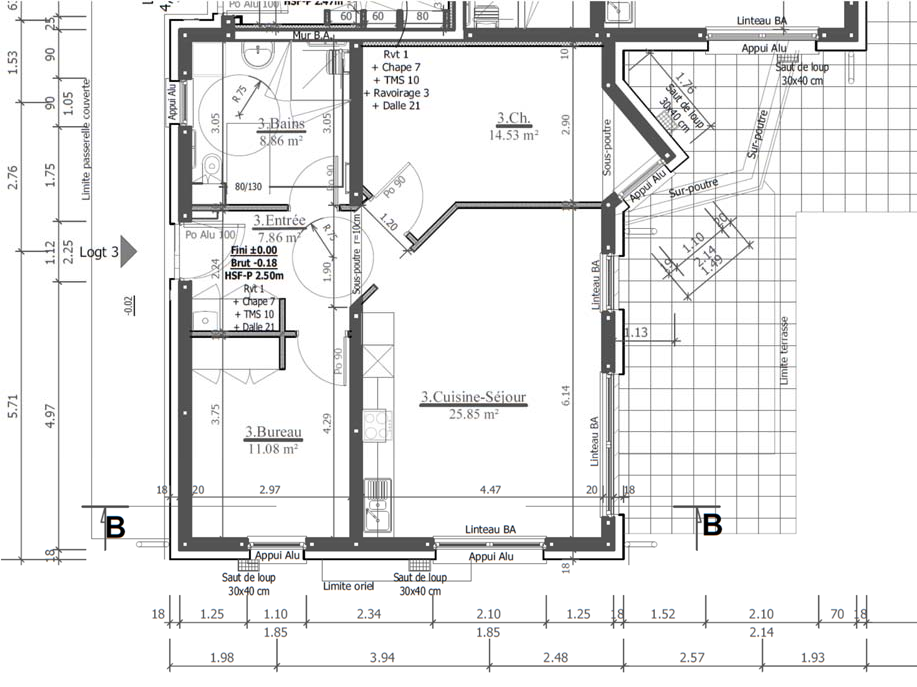 HSF-P 2.47m
Po Alu 100
60
60
80
Mur B.A.
Linteau BA
Appui Alu
Saut de loup
30x40 cm
Rvt 1
+ Chape 7
+ TMS 10
+ Ravoirage 3
+ Dalle 21
10
1.76
Saut de loup
30x40 cm
Sur-poutre
Sur-poutre
Appui Alu
Sous-poutre
25
1.53
90
90
1.05
2.76
1.75
1.12
2.25
5.71
4.97
18
Limite passerelle couverte
Appui Alu
R 75
3.05
3.05
3.Bains
8.86 m²
80/130
Po 90
3.Ch.
14.53 m²
2.90
Po 90
1.20
3.Entrée
7.86 m²
Po Alu 100
R 75
Logt 3
-0.02
Fini ±0.00
Brut -0.18
HSF-P 2.50m
Rvt 1
+ Chape 7
+ TMS 10
+ Dalle 21
2.24
1.90
Sous-poutre r=10cm
20
1.10
2.14
1.49
Linteau BA
1.13
Limite terrasse
Po 90
3.75
4.29
3.Bureau
11.08 m²
3.Cuisine-Séjour
25.85 m²
6.14
Linteau BA
18
20
2.97
4.47
20
18
B
B
Linteau BA
Appui Alu
Appui Alu
18
Saut de loup
30x40 cm
Limite oriel
Saut de loup
30x40 cm
18
1.25
1.10
2.34
2.10
1.25
18
1.52
2.10
70
18
1.85
1.85
2.14
1.98
3.94
2.48
2.57
1.93